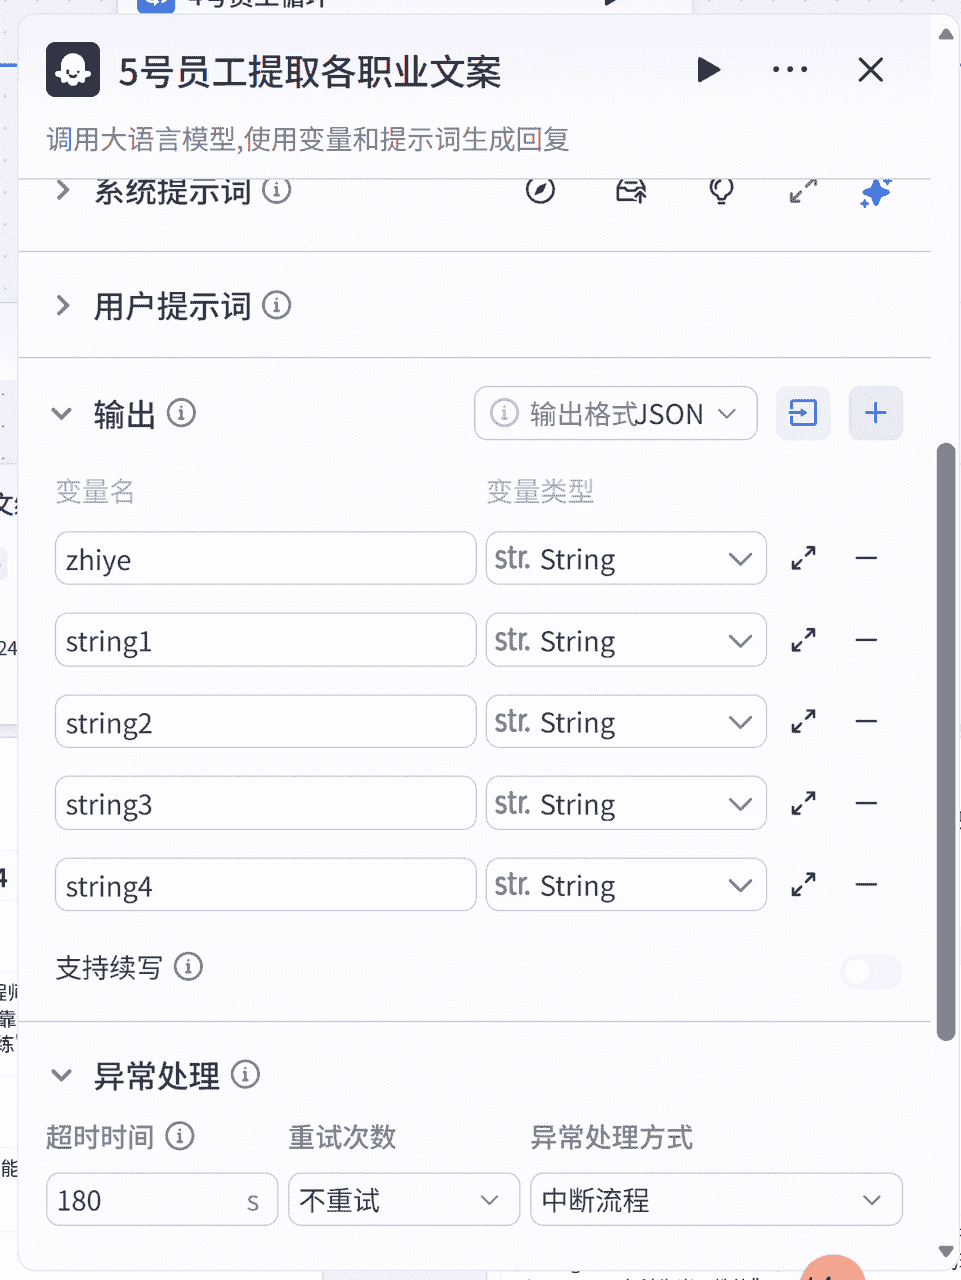 5号员工提取各职业文案
调用大语言模型,使用变量和提示词生成回复
系统提示词
用户提示词
输出 输出格式JSON
变量名 变量类型
zhiye str. String
string1 str. String
string2 str. String
string3 str. String
string4 str. String
支持续写
异常处理
超时时间 重试次数 异常处理方式
180 s 不重试 中断流程